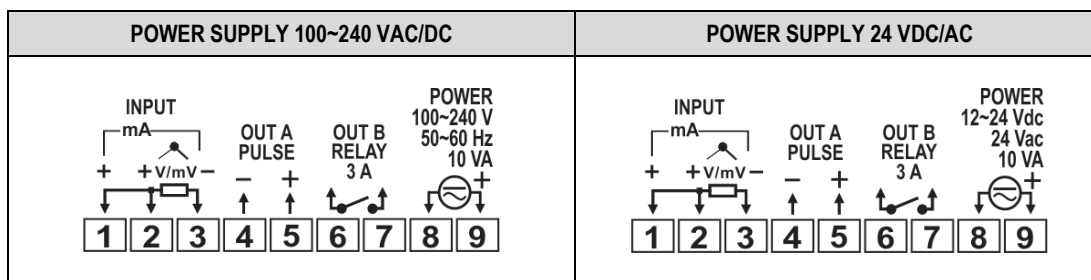 POWER SUPPLY 100~240 VAC/DC
INPUT
mA
+ + V/mV −
OUT A
PULSE
− +
OUT B
RELAY
3 A
POWER
100~240 V
50~60 Hz
10 VA
+
1 2 3 4 5 6 7 8 9
POWER SUPPLY 24 VDC/AC
INPUT
mA
+ + V/mV −
OUT A
PULSE
− +
OUT B
RELAY
3 A
POWER
12~24 Vdc
24 Vac
10 VA
+
1 2 3 4 5 6 7 8 9